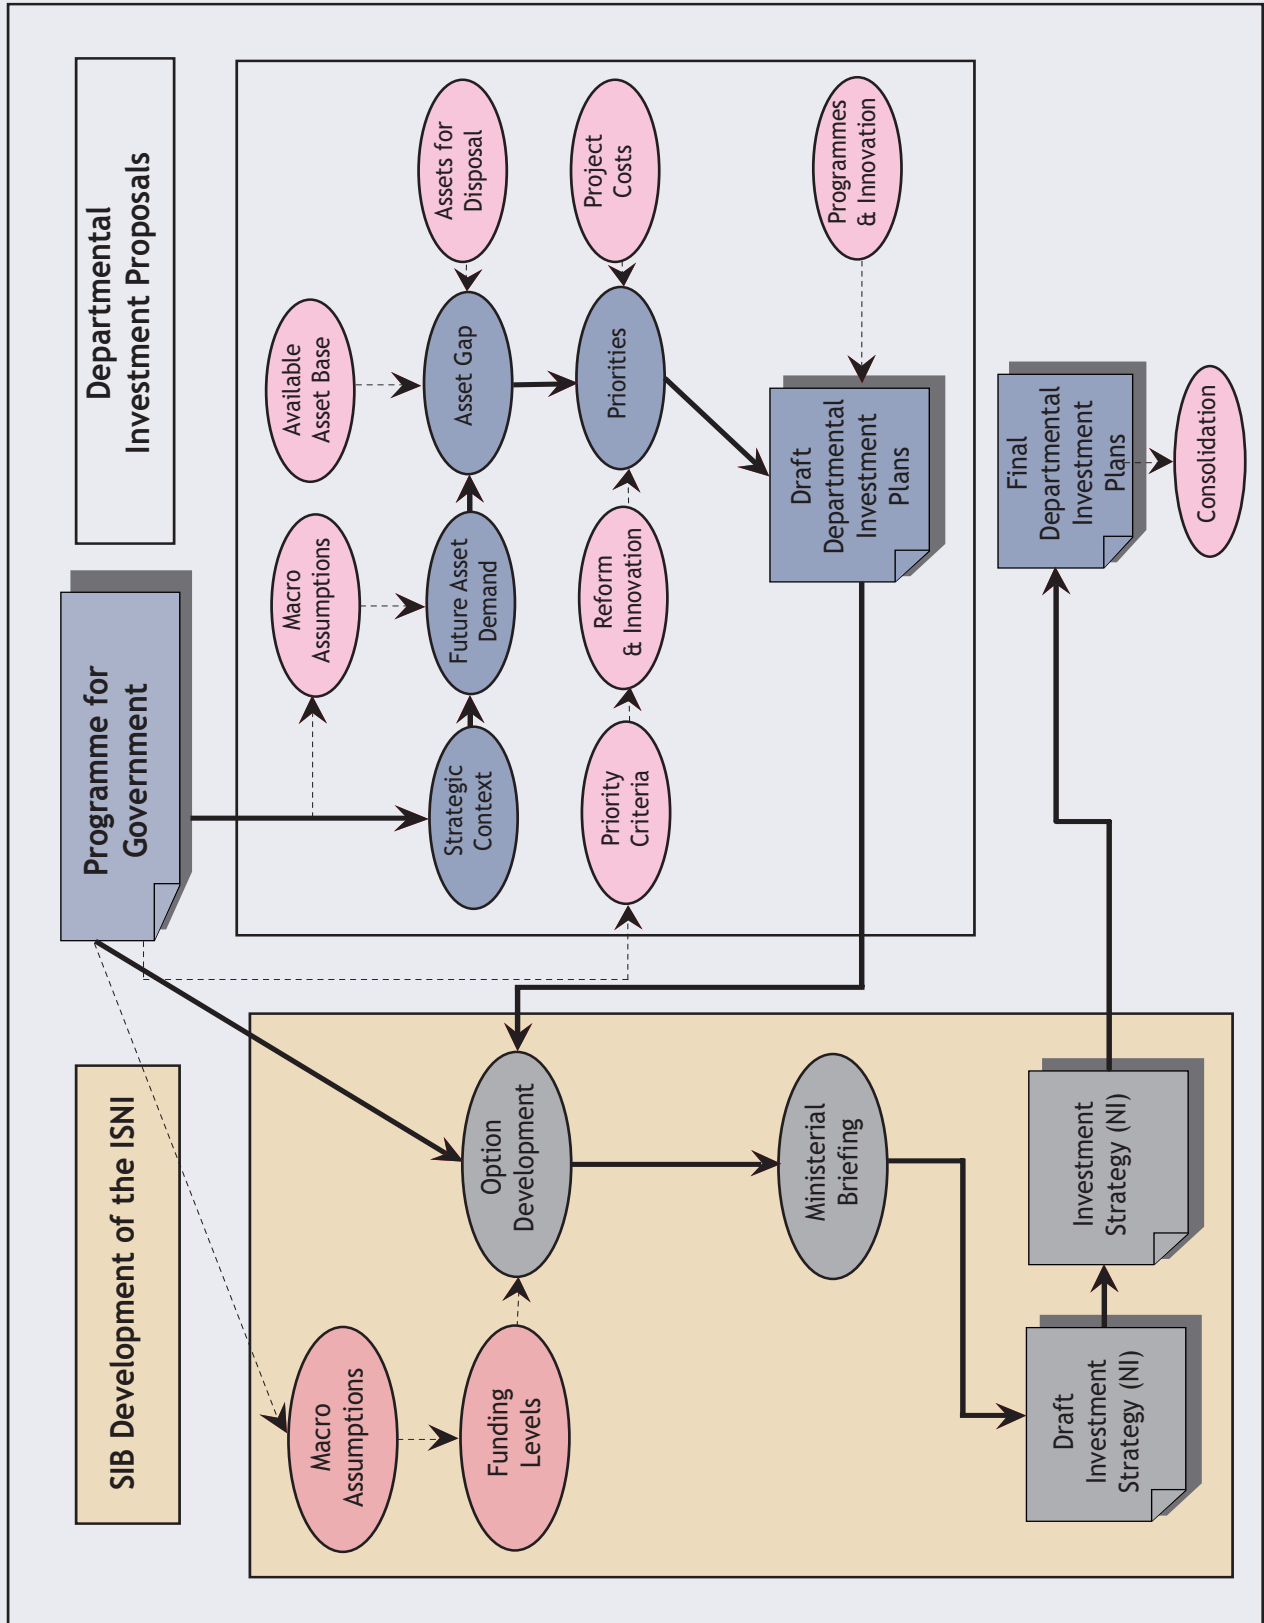 Programme for
Government
SIB Development of the ISNI
Departmental
Investment Proposals
Macro
Assumptions
Funding
Levels
Option
Development
Ministerial
Briefing
Draft
Investment
Strategy (NI)
Investment
Strategy (NI)
Macro
Assumptions
Available
Asset Base
Strategic
Context
Future Asset
Demand
Asset Gap
Assets for
Disposal
Priority
Criteria
Reform
& Innovation
Priorities
Project
Costs
Draft
Departmental
Investment
Plans
Programmes
& Innovation
Final
Departmental
Investment
Plans
Consolidation